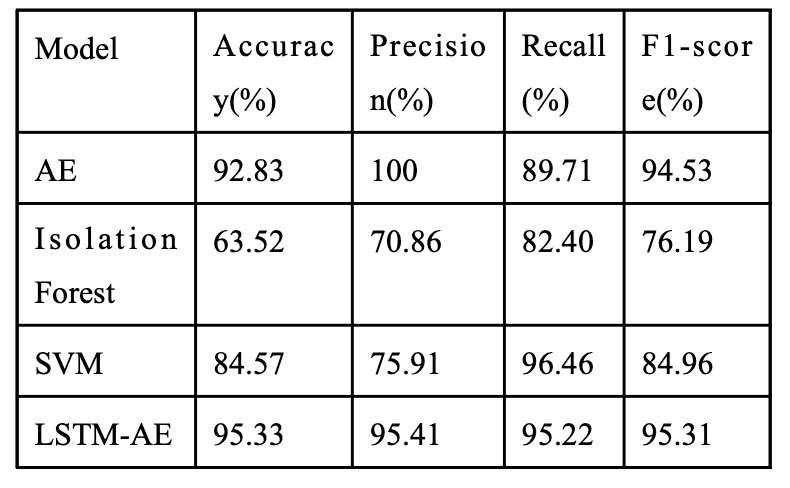 Model Accuracy(%) Precision(%) Recall(%) F1-score(%)
AE 92.83 100 89.71 94.53
Isolation Forest 63.52 70.86 82.40 76.19
SVM 84.57 75.91 96.46 84.96
LSTM-AE 95.33 95.41 95.22 95.31